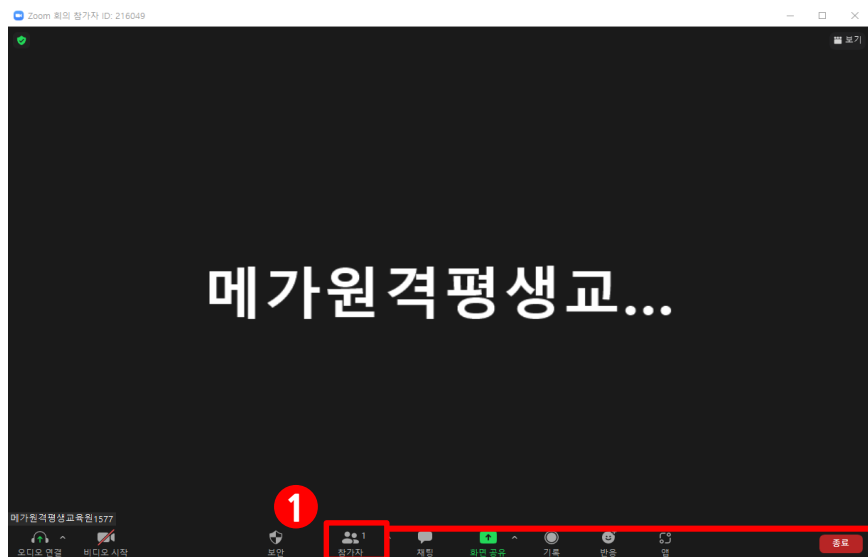 Zoom 회의 참가자 ID: 216049
보기
메가원격평생교...
메가원격평생교육원1577
1
오디오 연결 비디오 시작 보안 참가자 1 채팅 화면 공유 기록 반응 앱 종료